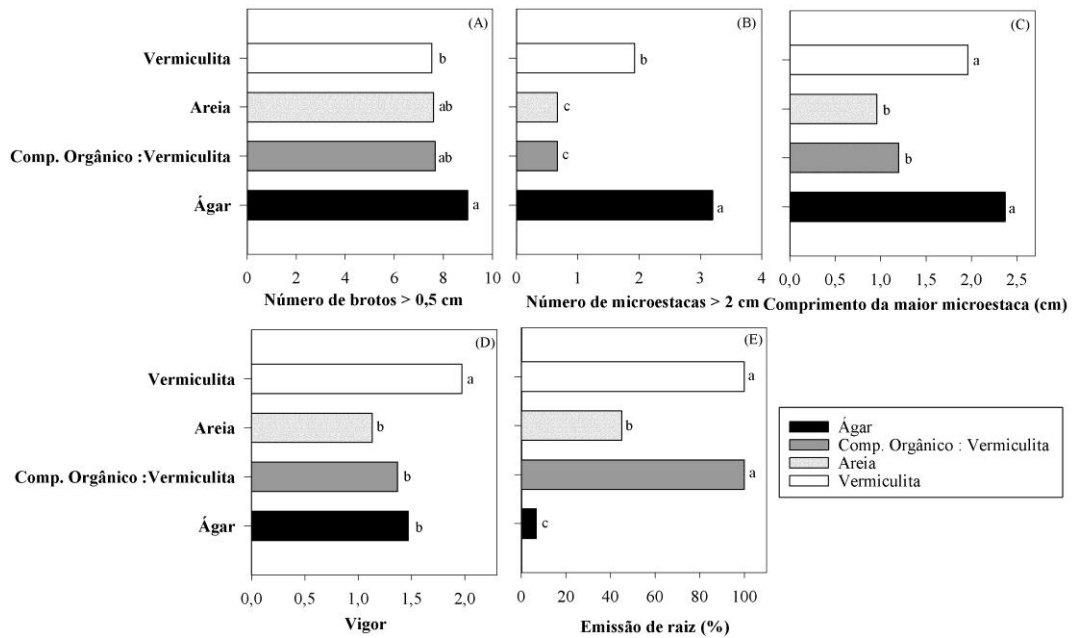 (A)
Vermiculita
b
Areia
ab
Comp. Orgânico :Vermiculita
ab
Ágar
a
0 2 4 6 8 10
Número de brotos > 0,5 cm
(B)
b
c
c
a
0 1 2 3 4
Número de microestacas > 2 cm
(C)
a
b
b
a
0,0 0,5 1,0 1,5 2,0 2,5
Comprimento da maior microestaca (cm)
(D)
Vermiculita
a
Areia
b
Comp. Orgânico :Vermiculita
b
Ágar
b
0,0 0,5 1,0 1,5 2,0
Vigor
(E)
a
b
a
c
0 20 40 60 80 100
Emissão de raiz (%)
Ágar
Comp. Orgânico : Vermiculita
Areia
Vermiculita